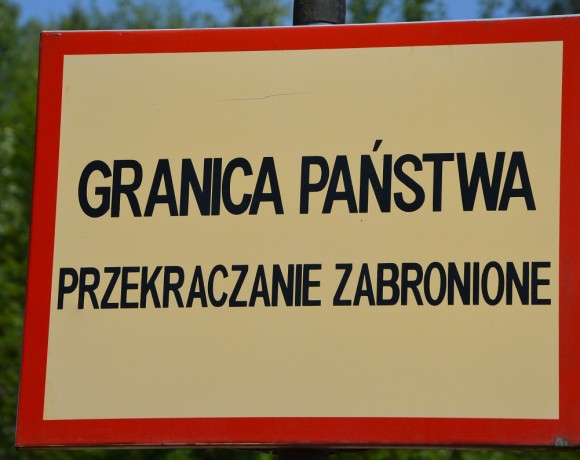 GRANICA PAŃSTWA
PRZEKRACZANIE ZABRONIONE